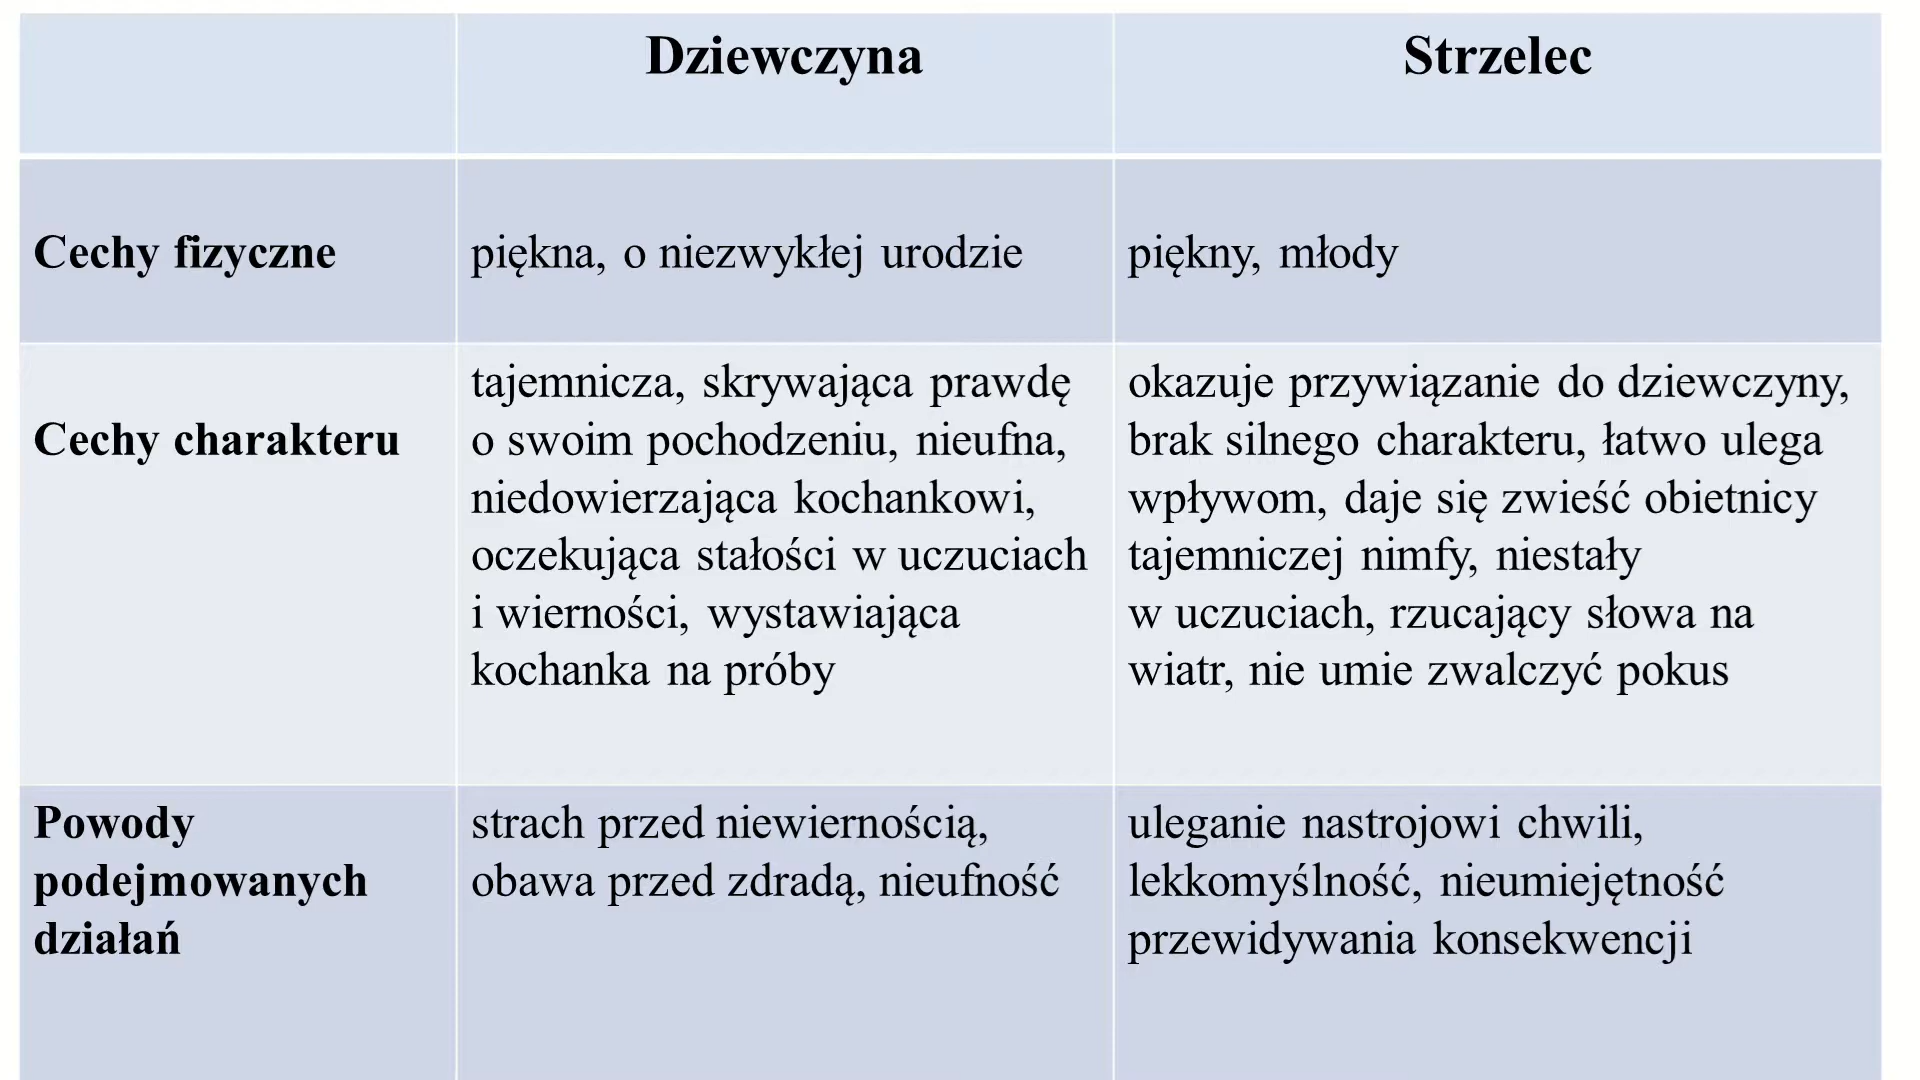 Dziewczyna
Strzelec
Cechy fizyczne
piękna, o niezwykłej urodzie
piękny, młody
Cechy charakteru
tajemnicza, skrywająca prawdę
o swoim pochodzeniu, nieufna,
niedowierzająca kochankowi,
oczekująca stałości w uczuciach
i wierności, wystawiająca
kochanka na próby
okazuje przywiązanie do dziewczyny,
brak silnego charakteru, łatwo ulega
wpływom, daje się zwieść obietnicy
tajemniczej nimfy, niestały
w uczuciach, rzucający słowa na
wiatr, nie umie zwalczyć pokus
Powody
podejmowanych
działań
strach przed niewiernością,
obawa przed zdradą, nieufność
uleganie nastrojowi chwili,
lekkomyślność, nieumiejętność
przewidywania konsekwencji